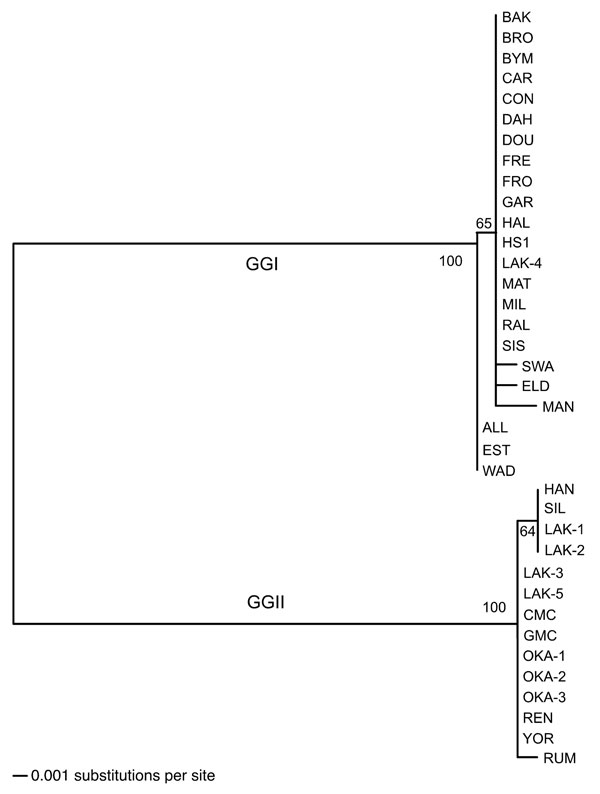 BAK
BRO
BYM
CAR
CON
DAH
DOU
FRE
FRO
GAR
65
HAL
HS1
100
GGI
LAK-4
MAT
MIL
RAL
SIS
SWA
ELD
MAN
ALL
EST
WAD
HAN
SIL
64
LAK-1
LAK-2
LAK-3
LAK-5
GGII
100
CMC
GMC
OKA-1
OKA-2
OKA-3
REN
YOR
RUM
0.001 substitutions per site